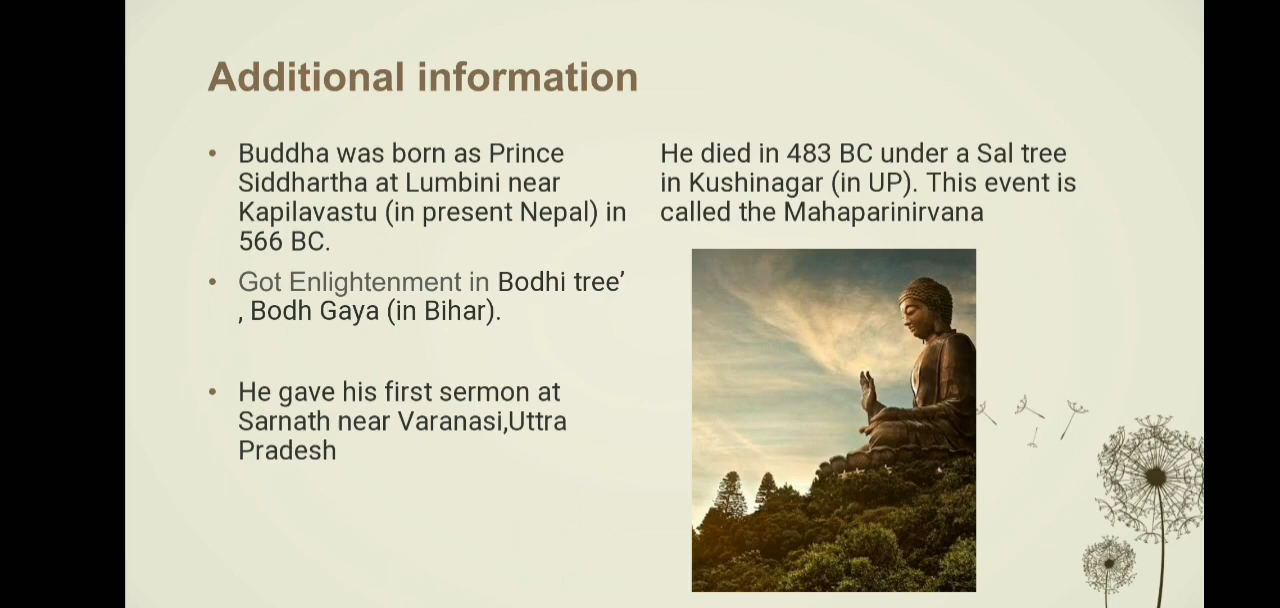 Additional information
• Buddha was born as Prince
Siddhartha at Lumbini near
Kapilavastu (in present Nepal) in
566 BC.
• Got Enlightenment in Bodhi tree’
, Bodh Gaya (in Bihar).
• He gave his first sermon at
Sarnath near Varanasi,Uttra
Pradesh
He died in 483 BC under a Sal tree
in Kushinagar (in UP). This event is
called the Mahaparinirvana